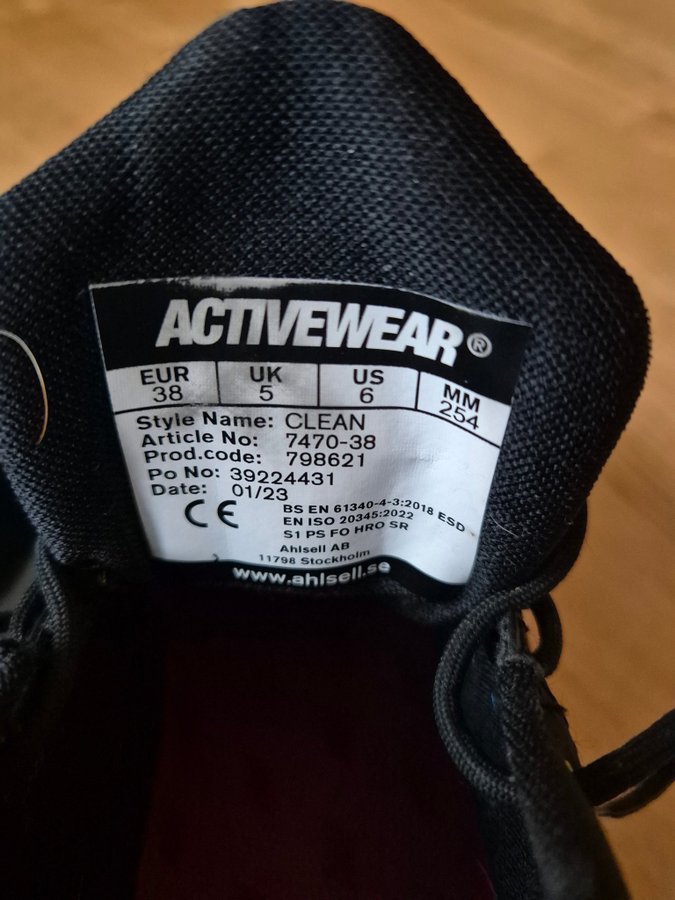 ACTIVEWEAR®
EUR UK US MM
38 5 6 254
Style Name: CLEAN
Article No: 7470-38
Prod.code: 798621
Po No: 39224431
Date: 01/23
CE BS EN 61340-4-3:2018 ESD
EN ISO 20345:2022
S1 PS FO HRO SR
Ahlsell AB
11798 Stockholm
www.ahlsell.se